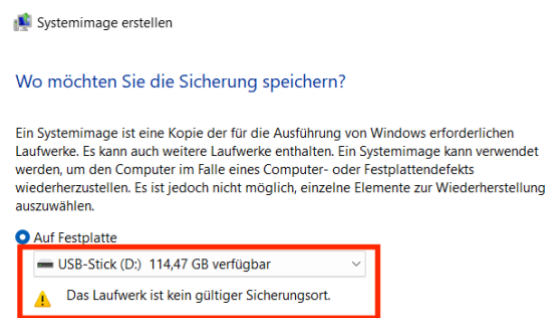 Systemimage erstellen
Wo möchten Sie die Sicherung speichern?
Ein Systemimage ist eine Kopie der für die Ausführung von Windows erforderlichen
Laufwerke. Es kann auch weitere Laufwerke enthalten. Ein Systemimage kann verwendet
werden, um den Computer im Falle eines Computer- oder Festplattendefekts
wiederherzustellen. Es ist jedoch nicht möglich, einzelne Elemente zur Wiederherstellung
auszuwählen.
Auf Festplatte
USB-Stick (D:) 114,47 GB verfügbar
Das Laufwerk ist kein gültiger Sicherungsort.